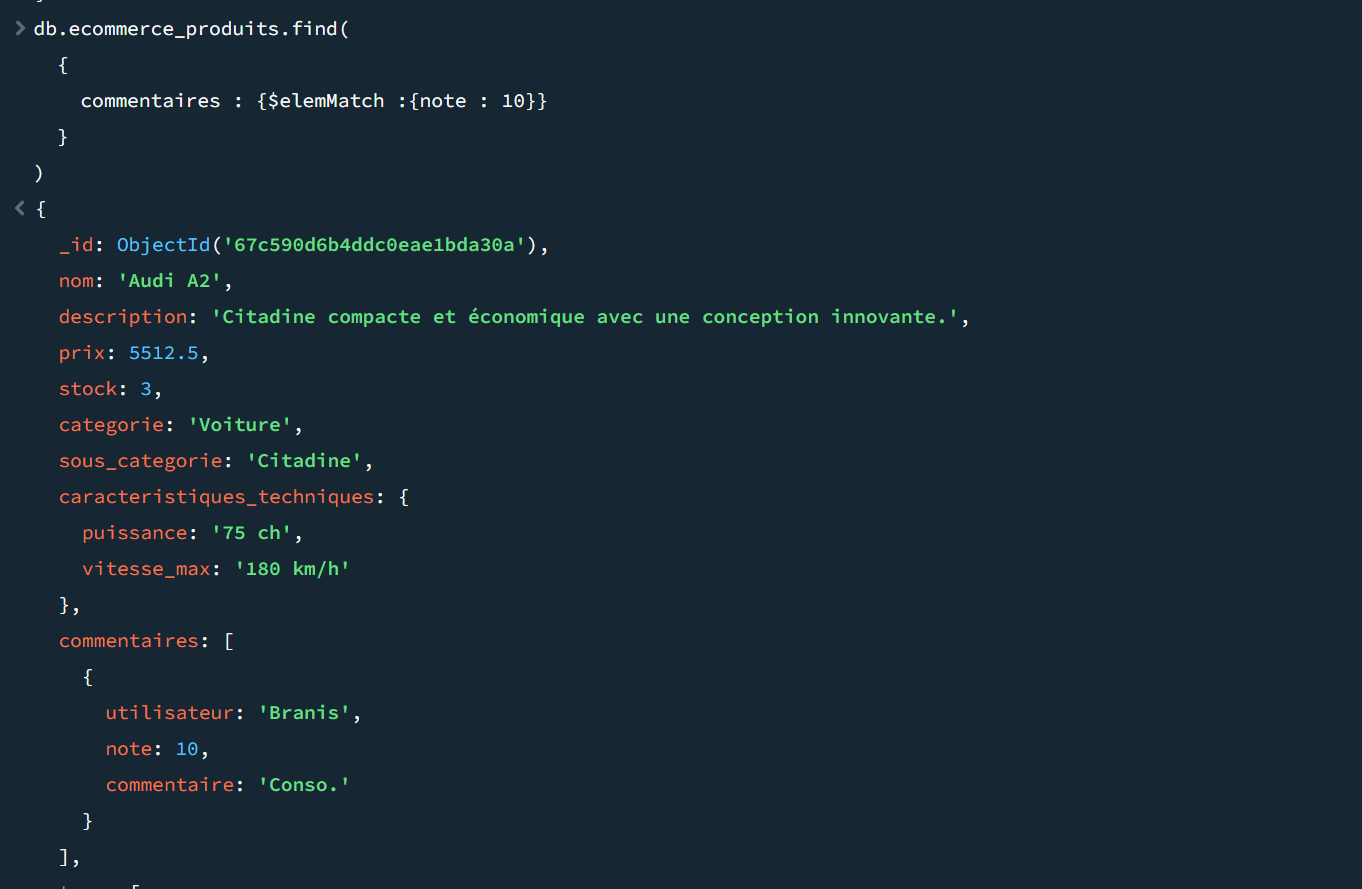 db.ecommerce_produits.find(
{
commentaires : {$elemMatch :{note : 10}}
}
)
{
_id: ObjectId('67c590d6b4ddc0eae1bda30a'),
nom: 'Audi A2',
description: 'Citadine compacte et économique avec une conception innovante.',
prix: 5512.5,
stock: 3,
categorie: 'Voiture',
sous_categorie: 'Citadine',
caracteristiques_techniques: {
puissance: '75 ch',
vitesse_max: '180 km/h'
},
commentaires: [
{
utilisateur: 'Branis',
note: 10,
commentaire: 'Conso.'
}
],